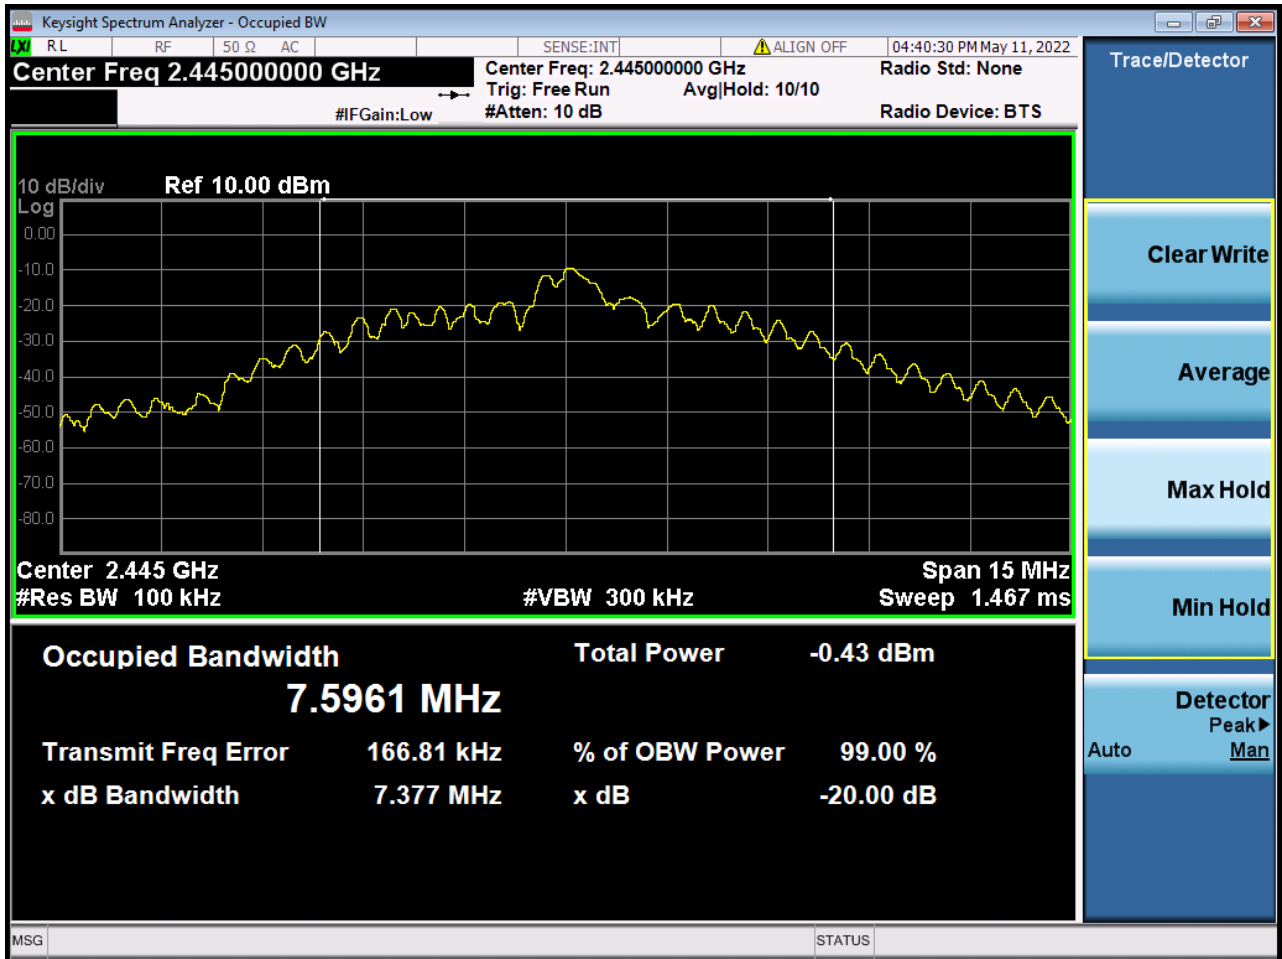 Keysight Spectrum Analyzer - Occupied BW
LXI RL RF 50 Ω AC SENSE:INT ALIGN OFF 04:40:30 PM May 11, 2022
Center Freq 2.445000000 GHz
Center Freq: 2.445000000 GHz
Radio Std: None
Trig: Free Run Avg|Hold: 10/10
#IFGain:Low
#Atten: 10 dB
Radio Device: BTS
10 dB/div Ref 10.00 dBm
Log
0.00
-10.0
-20.0
-30.0
-40.0
-50.0
-60.0
-70.0
-80.0
Center 2.445 GHz Span 15 MHz
#Res BW 100 kHz #VBW 300 kHz Sweep 1.467 ms
Occupied Bandwidth Total Power -0.43 dBm
7.5961 MHz
Transmit Freq Error 166.81 kHz % of OBW Power 99.00 %
x dB Bandwidth 7.377 MHz x dB -20.00 dB
MSG STATUS
Trace/Detector
Clear Write
Average
Max Hold
Min Hold
Detector
Peak▶
Auto Man